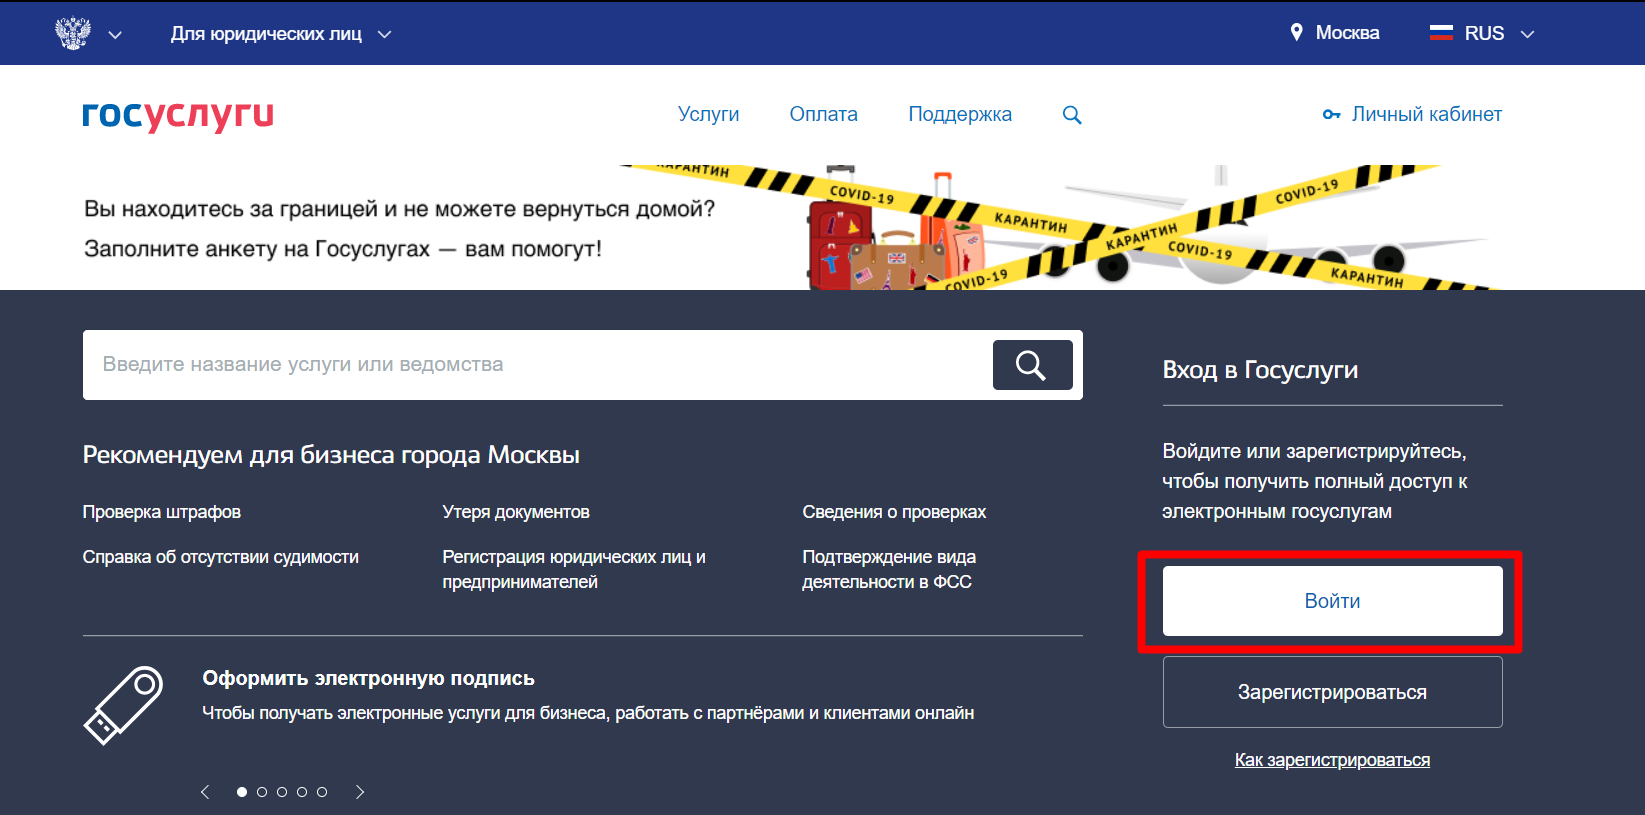 Для юридических лиц
Москва
RUS
госуслуги
Услуги
Оплата
Поддержка
Личный кабинет
Вы находитесь за границей и не можете вернуться домой?
Заполните анкету на Госуслугах — вам помогут!
КАРАНТИН
COVID-19
КАРАНТИН
COVID-19
КАРАНТИН
COVID-19
COVID-19
КАРАНТИН
Введите название услуги или ведомства
Рекомендуем для бизнеса города Москвы
Проверка штрафов
Утеря документов
Сведения о проверках
Справка об отсутствии судимости
Регистрация юридических лиц и
предпринимателей
Подтверждение вида
деятельности в ФСС
Оформить электронную подпись
Чтобы получать электронные услуги для бизнеса, работать с партнёрами и клиентами онлайн
Вход в Госуслуги
Войдите или зарегистрируйтесь,
чтобы получить полный доступ к
электронным госуслугам
Войти
Зарегистрироваться
Как зарегистрироваться